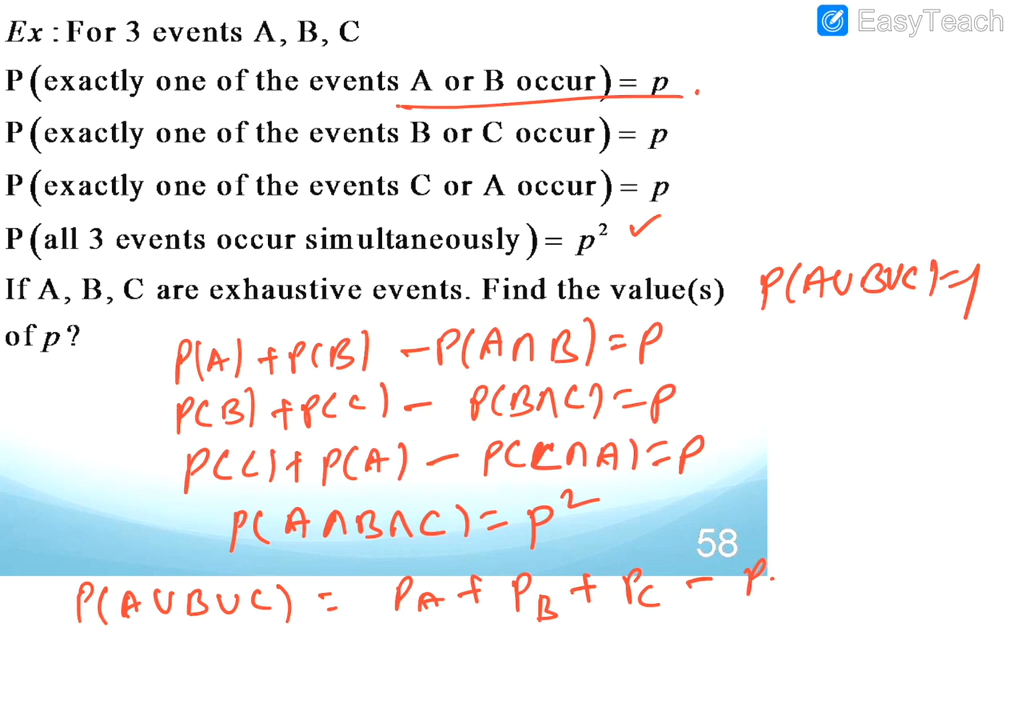 Ex : For 3 events A, B, C
EasyTeach
P(exactly one of the events A or B occur) = p .
P(exactly one of the events B or C occur) = p
P(exactly one of the events C or A occur) = p
P(all 3 events occur simultaneously) = p² ✓
If A, B, C are exhaustive events. Find the value(s)
P(A∪B∪C)=1
of p?
P(A)+P(B) -P(A∩B)=P
P(B)+P(C)- P(B∩C)=P
P(C)+P(A)- P(C∩A)=P
P(A∩B∩C)=P²
58
P(A∪B∪C) = PA + PB + PC - P.